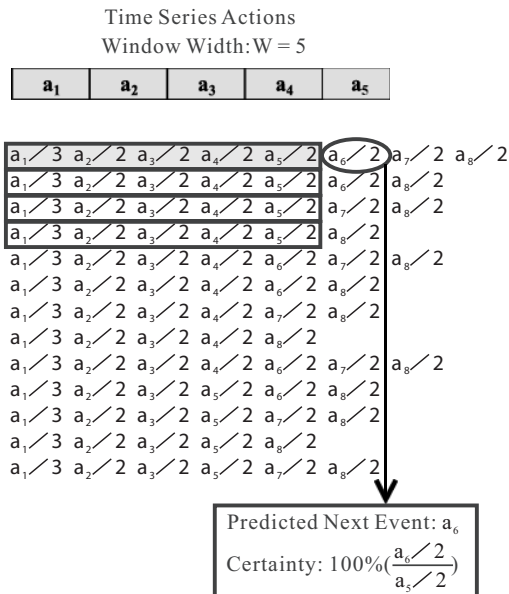 Time Series Actions
Window Width: W = 5
a₁ a₂ a₃ a₄ a₅
a₁／3 a₂／2 a₃／2 a₄／2 a₅／2 a₆／2 a₇／2 a₈／2
a₁／3 a₂／2 a₃／2 a₄／2 a₅／2 a₆／2 a₈／2
a₁／3 a₂／2 a₃／2 a₄／2 a₅／2 a₇／2 a₈／2
a₁／3 a₂／2 a₃／2 a₄／2 a₅／2 a₈／2
a₁／3 a₂／2 a₃／2 a₄／2 a₆／2 a₇／2 a₈／2
a₁／3 a₂／2 a₃／2 a₄／2 a₆／2 a₈／2
a₁／3 a₂／2 a₃／2 a₄／2 a₇／2 a₈／2
a₁／3 a₂／2 a₃／2 a₄／2 a₈／2
a₁／3 a₂／2 a₃／2 a₄／2 a₆／2 a₇／2 a₈／2
a₁／3 a₂／2 a₃／2 a₅／2 a₆／2 a₈／2
a₁／3 a₂／2 a₃／2 a₅／2 a₇／2 a₈／2
a₁／3 a₂／2 a₃／2 a₅／2 a₈／2
a₁／3 a₂／2 a₃／2 a₅／2 a₇／2 a₈／2
Predicted Next Event: a₆
Certainty: 100%(a₆／2
a₅／2)